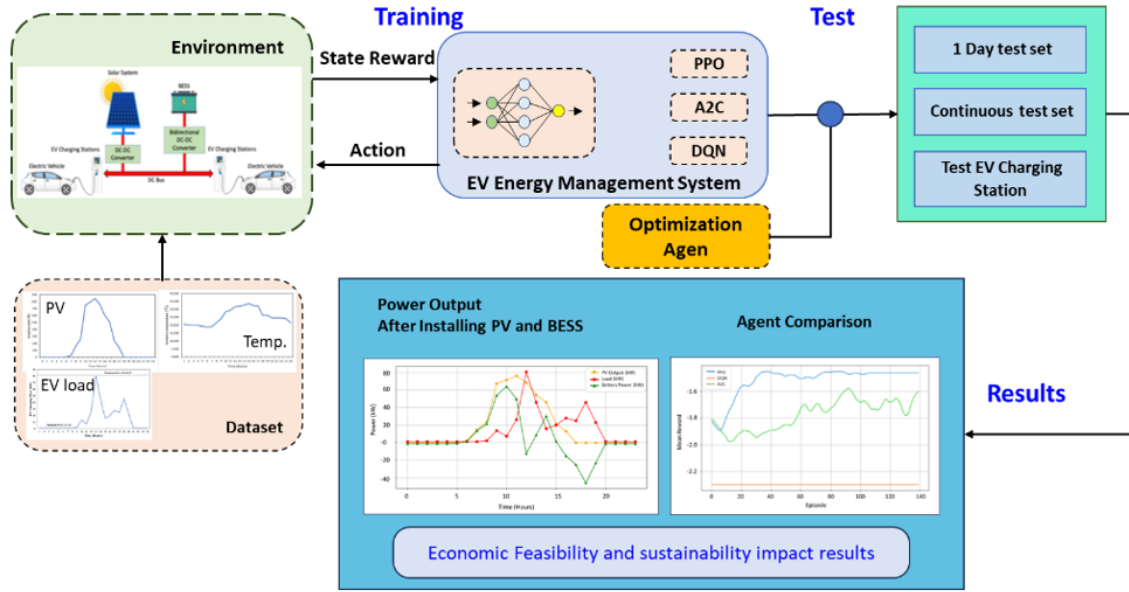 Training
Test
Environment
Solar System
BESS
Bidirectional
DC-DC
Converter
DC-DC
Converter
EV Charging Stations
EV Charging Stations
Electric Vehicle
Electric Vehicle
DC Bus
State Reward
Action
PPO
A2C
DQN
EV Energy Management System
Optimization
Agen
1 Day test set
Continuous test set
Test EV Charging
Station
PV
Temp.
EV load
Dataset
Power Output
After Installing PV and BESS
PV Output (kW)
Load (kW)
Battery Power (kW)
Power (kW)
80
60
40
20
-0
-20
-40
0
5
10
15
20
Time (Hours)
Agent Comparison
Mean Reward
-1.6
-1.8
-2.0
-2.2
0
20
40
60
80
100
120
140
Episode
Results
Economic Feasibility and sustainability impact results